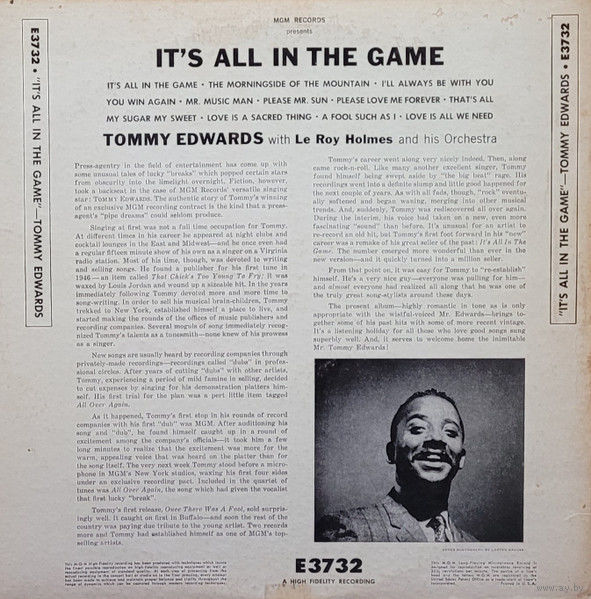 MGM RECORDS
presents
IT'S ALL IN THE GAME
IT'S ALL IN THE GAME • THE MORNINGSIDE OF THE MOUNTAIN • I'LL ALWAYS BE WITH YOU
YOU WIN AGAIN • MR. MUSIC MAN • PLEASE MR. SUN • PLEASE LOVE ME FOREVER • THAT'S ALL
MY SUGAR MY SWEET • LOVE IS A SACRED THING • A FOOL SUCH AS I • LOVE IS ALL WE NEED
TOMMY EDWARDS with Le Roy Holmes and his Orchestra
E3732 • "IT'S ALL IN THE GAME"—TOMMY EDWARDS
Press-agentry in the field of entertainment has come up with
some unusual tales of lucky "breaks" which popped certain stars
from obscurity into the limelight overnight. Fiction, however,
took a backseat in the case of MGM Records' versatile singing
star: TOMMY EDWARDS. The authentic story of Tommy's winning
of an exclusive MGM recording contract is the kind that a press-
agent's "pipe dreams" could seldom produce.
Singing at first was not a full time occupation for Tommy.
At different times in his career he appeared at night clubs and
cocktail lounges in the East and Midwest—and he once even had
a regular fifteen minute show of his own as a singer on a Virginia
radio station. Most of his time, though, was devoted to writing
and selling songs. He found a publisher for his first tune in
1946—an item called That Chick's Too Young To Fry! It was
waxed by Louis Jordan and wound up a sizeable hit. In the years
immediately following Tommy devoted more and more time to
song-writing. In order to sell his musical brain-children, Tommy
trekked to New York, established himself a place to live, and
started making the rounds of the offices of music publishers and
recording companies. Several moguls of song immediately recog-
nized Tommy's talents as a tunesmith—none knew of his prowess
as a singer.
New songs are usually heard by recording companies through
privately-made recordings—recordings called "dubs" in profes-
sional circles. After years of cutting "dubs" with other artists,
Tommy, experiencing a period of mild famine in selling, decided
to cut expenses by singing for his demonstration platters him-
self. His first trial for the plan was a pert little item tagged
All Over Again.
As it happened, Tommy's first stop in his rounds of record
companies with his first "dub" was MGM. After auditioning his
song and "dub", he found himself caught up in a round of
excitement among the company's officials—it took him a few
long minutes to realize that the excitement was more for the
warm, appealing voice that was heard on the platter than for
the song itself. The very next week Tommy stood before a micro-
phone in MGM's New York studios, waxing his first four sides
under an exclusive recording pact. Included in the quartet of
tunes was All Over Again, the song which had given the vocalist
that first lucky "break".
Tommy's first release, Once There Was A Fool, sold surpris-
ingly well. It caught on first in Buffalo—and soon the rest of the
country was paying due tribute to the young artist. Two records
more and Tommy had established himself as one of MGM's top-
selling artists.
Tommy's career went along very nicely indeed. Then, along
came rock-n-roll. Like many another excellent singer, Tommy
found himself being swept aside by "the big beat" rage. His
recordings went into a definite slump and little good happened for
the next couple of years. As with all fads, though, "rock" eventu-
ally softened and began waning, merging into other musical
trends. And, suddenly, Tommy was rediscovered all over again.
During the interim, his voice had taken on a new, even more
fascinating "sound" than before. It's unusual for an artist
to re-record an old hit, but Tommy's first foot forward in his "new"
career was a remake of his great seller of the past: It's All In The
Game. The number emerged more wonderful than ever in the
new version—and it quickly turned into a million seller.
From that point on, it was easy for Tommy to "re-establish"
himself. He's a very nice guy—everyone was pulling for him—
and almost everyone had realized all along that he was one of
the truly great song-stylists around these days.
The present album—highly romantic in tone as is only
appropriate with the wistful-voiced Mr. Edwards—brings to-
gether some of his past hits with some of more recent vintage.
It's a listening holiday for all those who love good songs sung
superbly well. And, it serves to welcome home the inimitable
Mr. Tommy Edwards!
"IT'S ALL IN THE GAME"—TOMMY EDWARDS • E3732
E3732
A HIGH FIDELITY RECORDING
Printed in U.S.A.
www.ay.by